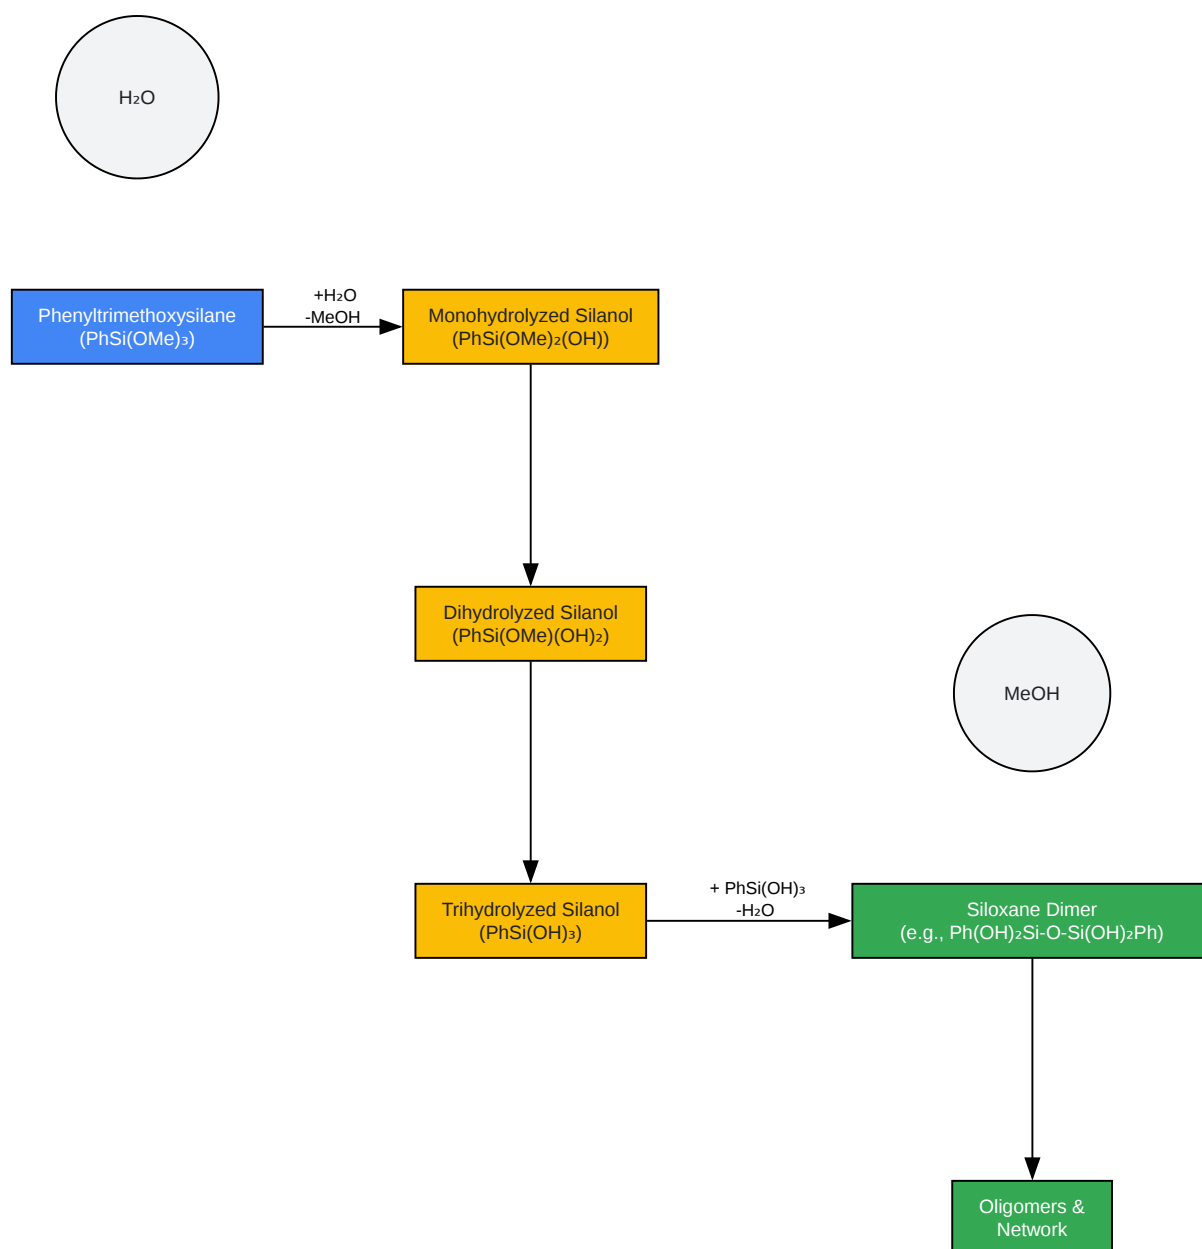 H₂O
Phenyltrimethoxysilane
(PhSi(OMe)₃)
+H₂O
-MeOH
Monohydrolyzed Silanol
(PhSi(OMe)₂(OH))
Dihydrolyzed Silanol
(PhSi(OMe)(OH)₂)
MeOH
Trihydrolyzed Silanol
(PhSi(OH)₃)
+ PhSi(OH)₃
-H₂O
Siloxane Dimer
(e.g., Ph(OH)₂Si-O-Si(OH)₂Ph)
Oligomers &
Network